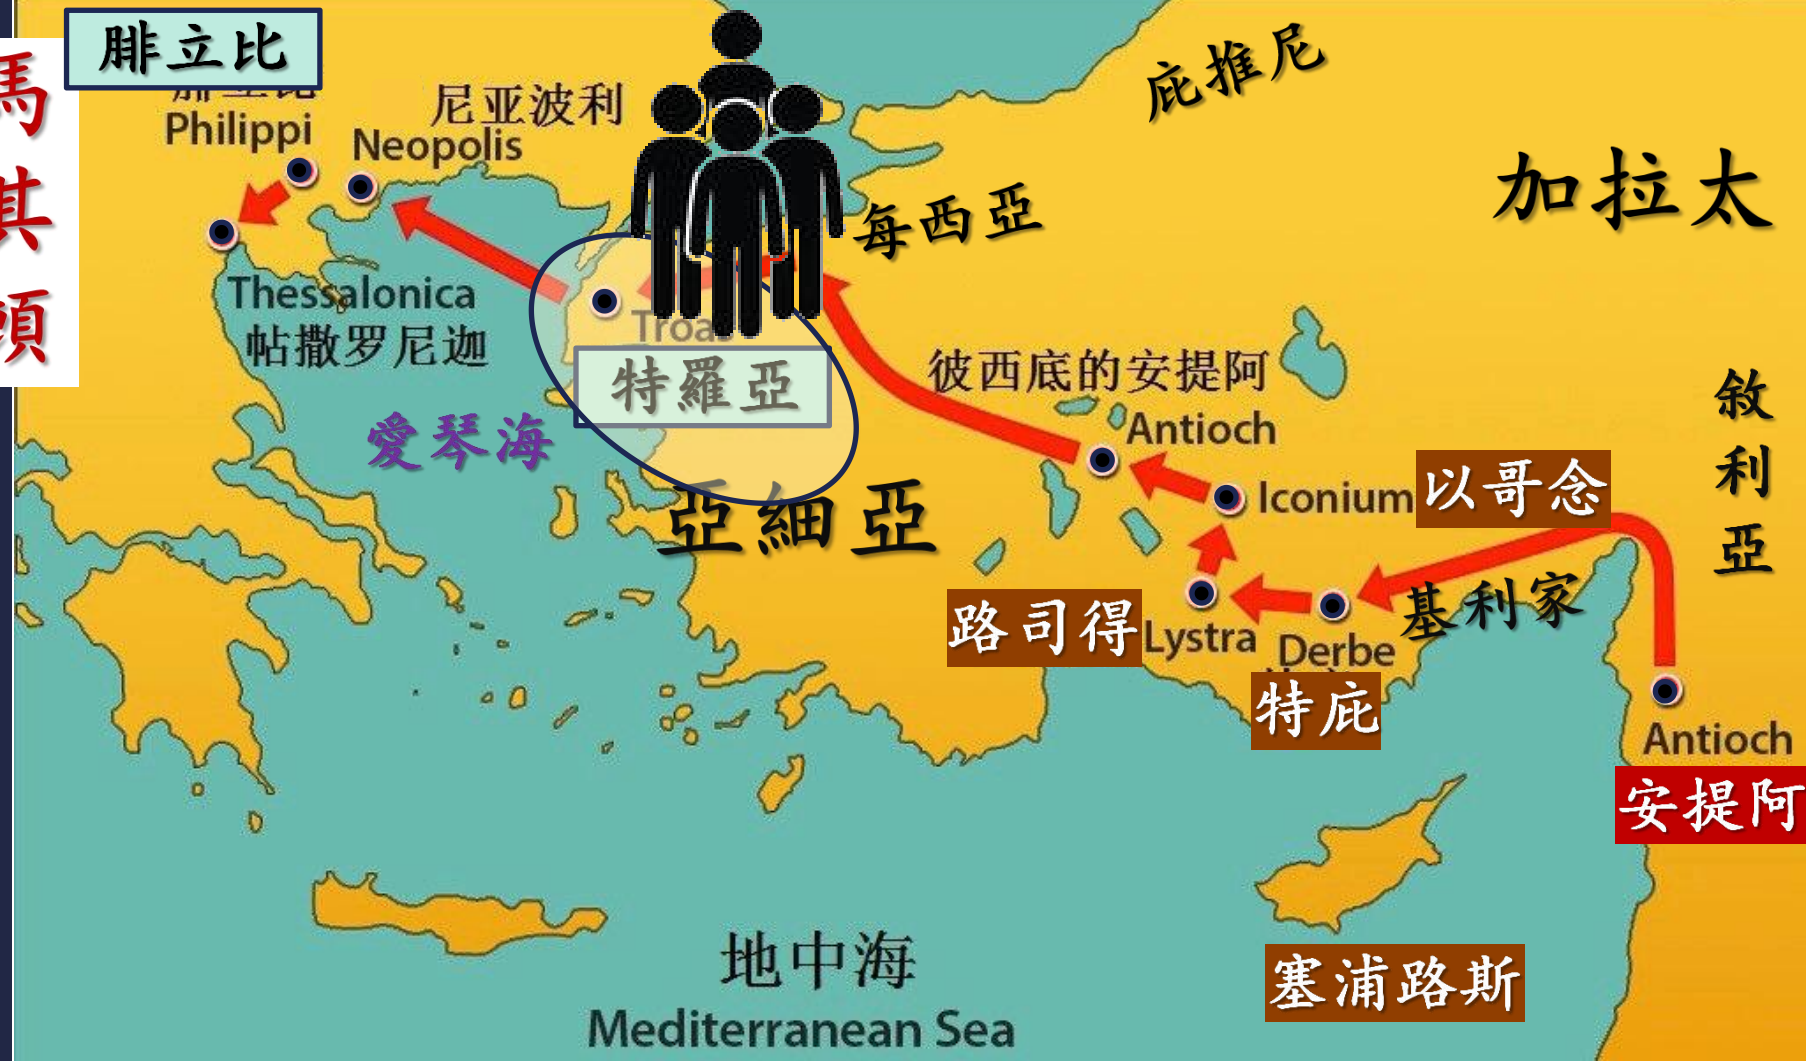 腓立比
馬
其
頓
Philippi
尼亚波利
Neopolis
庇推尼
加拉太
每西亞
Thessalonica
帖撒罗尼迦
Troas
特羅亞
愛琴海
亞細亞
彼西底的安提阿
Antioch
Iconium
以哥念
敘
利
亞
路司得
Lystra
Derbe
特庇
基利家
Antioch
安提阿
塞浦路斯
地中海
Mediterranean Sea